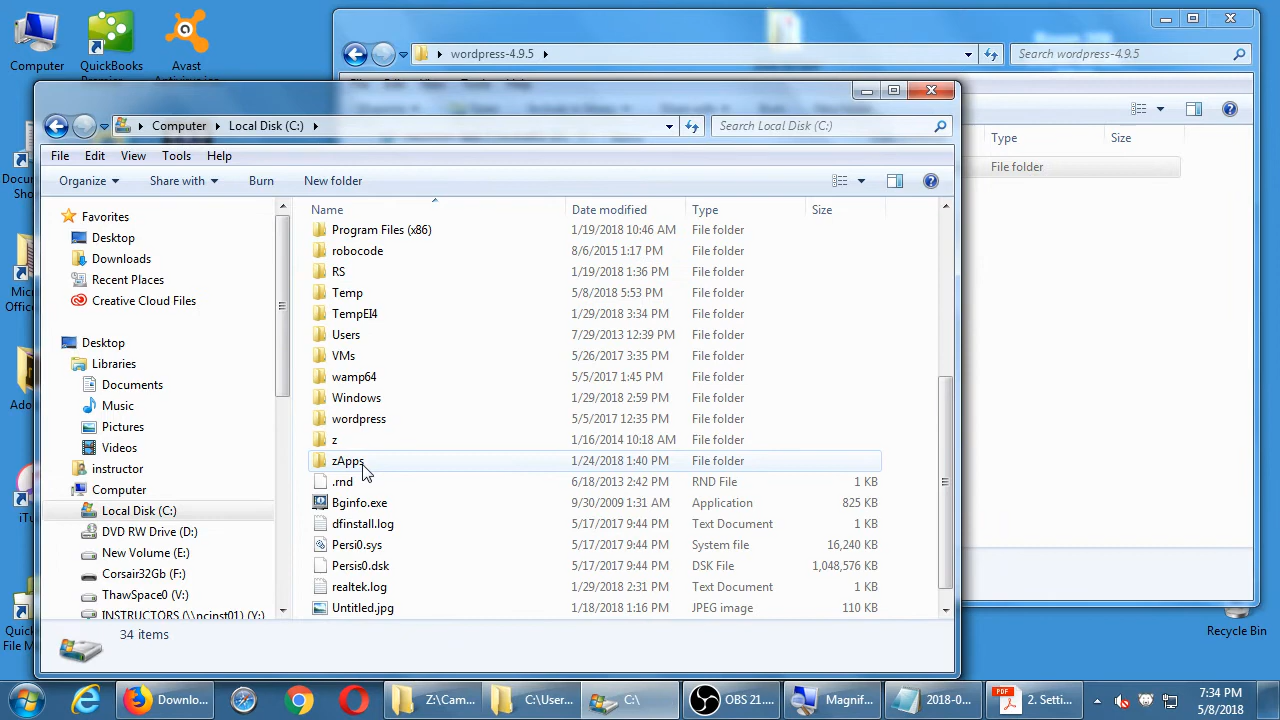 Computer
QuickBooks
Avast
wordpress-4.9.5
Search wordpress-4.9.5
Type
Size
File folder
Computer
Local Disk (C:)
Search Local Disk (C:)
File
Edit
View
Tools
Help
Organize
Share with
Burn
New folder
Favorites
Desktop
Downloads
Recent Places
Creative Cloud Files
Desktop
Libraries
Documents
Music
Pictures
Videos
instructor
Computer
Local Disk (C:)
DVD RW Drive (D:)
New Volume (E:)
Corsair32Gb (F:)
ThawSpace0 (V:)
INSTRUCTORS (\\ncinst01) (Y:)
Name Date modified Type Size
Program Files (x86) 1/19/2018 10:46 AM File folder
robocode 8/6/2015 1:17 PM File folder
RS 1/19/2018 1:36 PM File folder
Temp 5/8/2018 5:53 PM File folder
TempEI4 1/29/2018 3:34 PM File folder
Users 7/29/2013 12:39 PM File folder
VMs 5/26/2017 3:35 PM File folder
wamp64 5/5/2017 1:45 PM File folder
Windows 1/29/2018 2:59 PM File folder
wordpress 5/5/2017 12:35 PM File folder
z 1/16/2014 10:18 AM File folder
zApps 1/24/2018 1:40 PM File folder
.rnd 6/18/2013 2:42 PM RND File 1 KB
Bginfo.exe 9/30/2009 1:31 AM Application 825 KB
dfinstall.log 5/17/2017 9:44 PM Text Document 1 KB
Persi0.sys 5/17/2017 9:44 PM System file 16,240 KB
Persis0.dsk 5/17/2017 9:44 PM DSK File 1,048,576 KB
realtek.log 1/29/2018 2:31 PM Text Document 1 KB
Untitled.jpg 1/18/2018 1:16 PM JPEG image 110 KB
34 items
Recycle Bin
Downlo...
Z:\Cam...
C:\User...
C:\
OBS 21....
Magnif...
2018-0...
2. Setti...
7:34 PM
5/8/2018